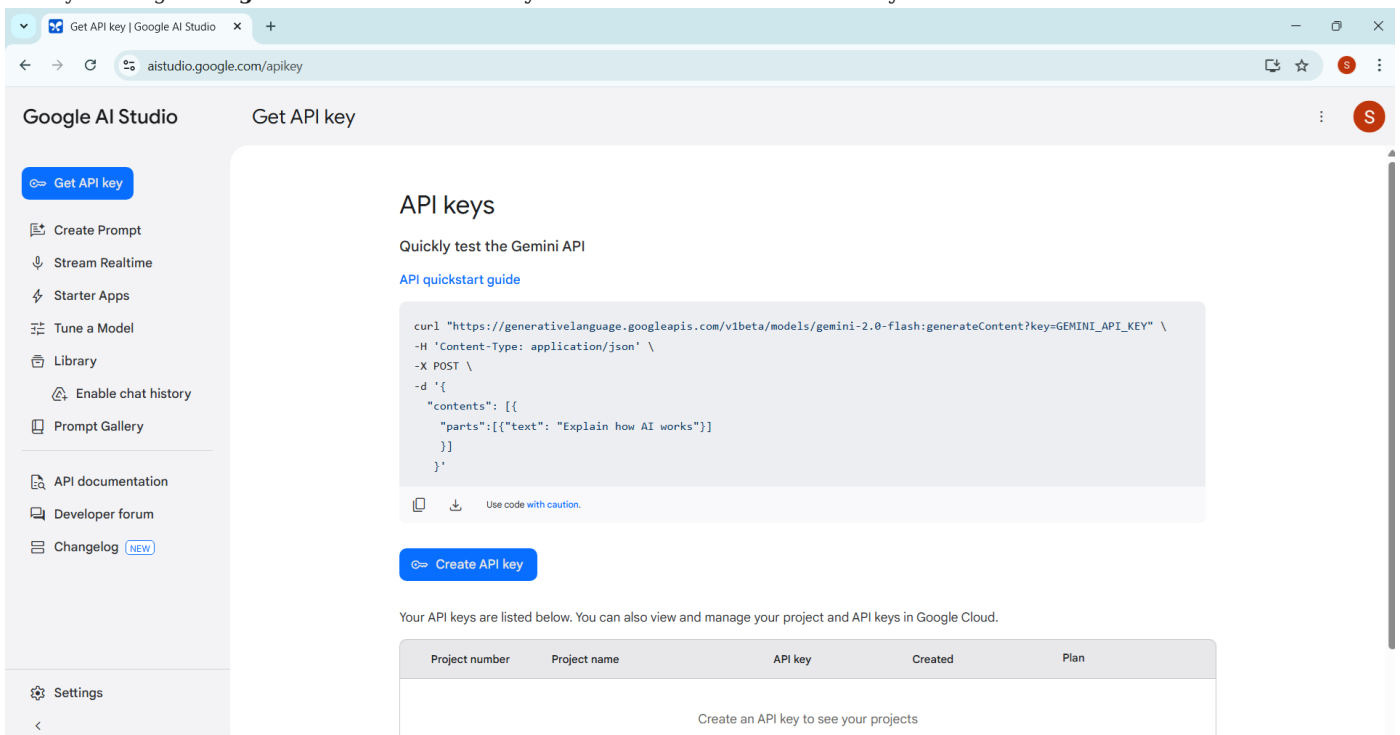 Get API key | Google AI Studio
aistudio.google.com/apikey
S
Google AI Studio
Get API key
S
Get API key
Create Prompt
Stream Realtime
Starter Apps
Tune a Model
Library
Enable chat history
Prompt Gallery
API documentation
Developer forum
Changelog NEW
Settings
API keys
Quickly test the Gemini API
API quickstart guide
curl "https://generativelanguage.googleapis.com/v1beta/models/gemini-2.0-flash:generateContent?key=GEMINI_API_KEY" \
-H 'Content-Type: application/json' \
-X POST \
-d '{
"contents": [{
"parts":[{"text": "Explain how AI works"}]
}]
}'
Use code with caution.
Create API key
Your API keys are listed below. You can also view and manage your project and API keys in Google Cloud.
Project number Project name API key Created Plan
Create an API key to see your projects